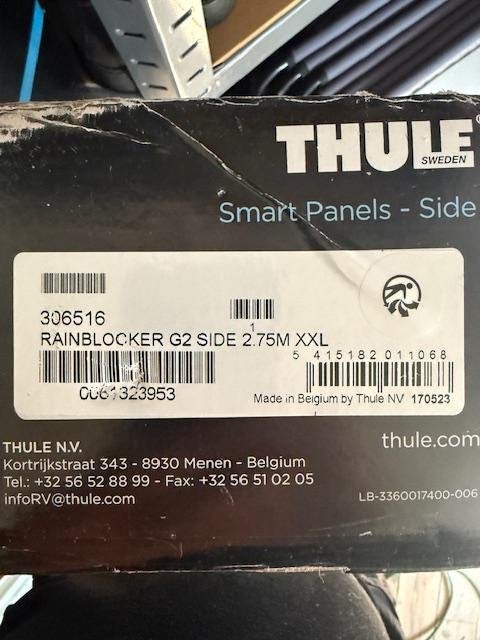 THULE
SWEDEN
Smart Panels - Side
306516
1
RAINBLOCKER G2 SIDE 2.75M XXL
5 415182 011068
0061323953
Made in Belgium by Thule NV 170523
THULE N.V.
Kortrijkstraat 343 - 8930 Menen - Belgium
Tel.: +32 56 52 88 99 - Fax: +32 56 51 02 05
infoRV@thule.com
thule.com
LB-3360017400-006